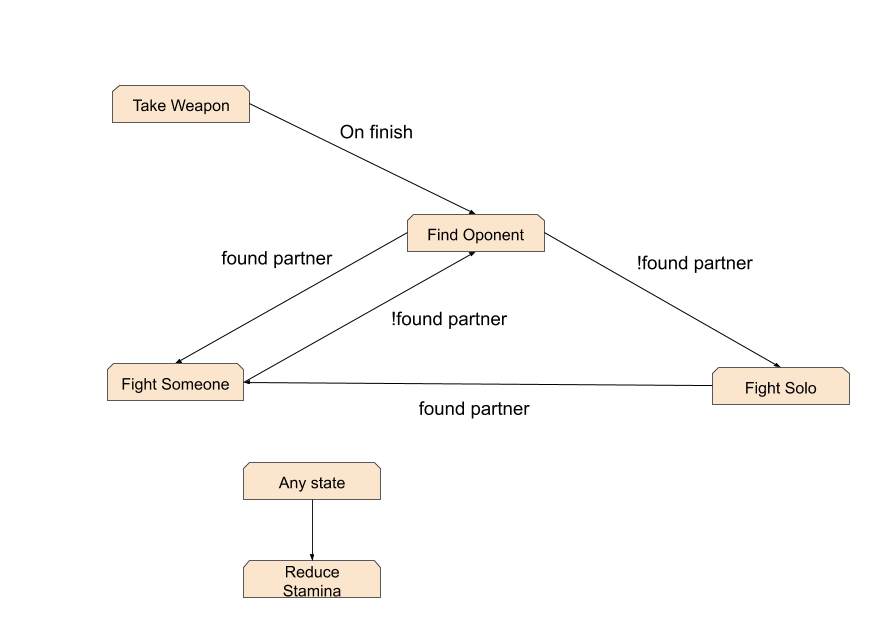 Take Weapon
On finish
Find Oponent
found partner
!found partner
!found partner
Fight Someone
Fight Solo
found partner
Any state
Reduce
Stamina